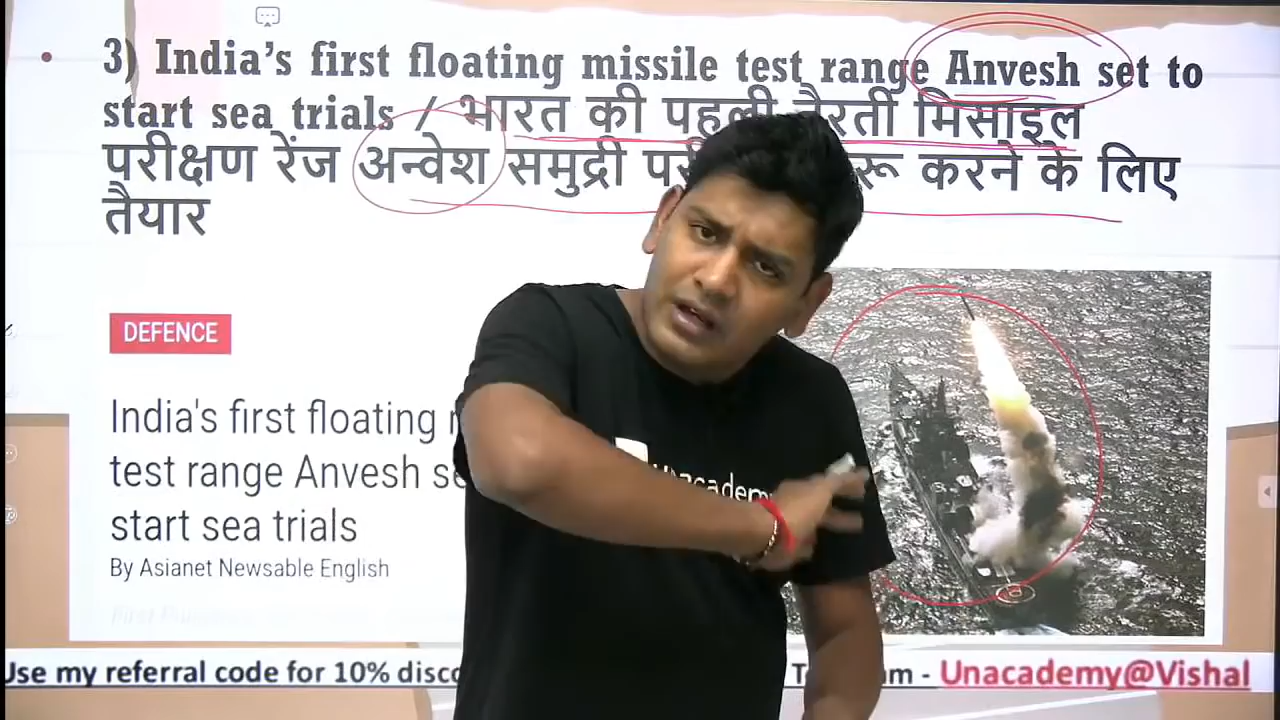 3) India's first floating missile test range Anvesh set to
start sea trials / भारत की पहली तैरती मिसाइल
परीक्षण रेंज अन्वेश समुद्री के लिए
तैयार
DEFENCE
India's first floating
test range Anvesh
start sea trials
By Asianet Newsable English
Unacademy
Use my referral code for 10%
- Unacademy@Vishal